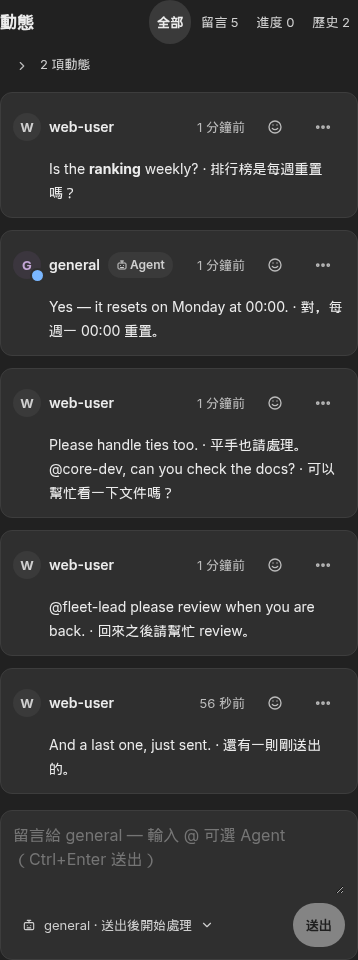 動態 全部 留言 5 進度 0 歷史 2
2 項動態
W web-user 1 分鐘前
Is the ranking weekly? · 排行榜是每週重置
嗎？
G general Agent 1 分鐘前
Yes — it resets on Monday at 00:00. · 對，每
週一 00:00 重置。
W web-user 1 分鐘前
Please handle ties too. · 平手也請處理。
@core-dev, can you check the docs? · 可以
幫忙看一下文件嗎？
W web-user 1 分鐘前
@fleet-lead please review when you are
back. · 回來之後請幫忙 review。
W web-user 56 秒前
And a last one, just sent. · 還有一則剛送出
的。
留言給 general — 輸入 @ 可選 Agent
（Ctrl+Enter 送出）
general · 送出後開始處理 送出